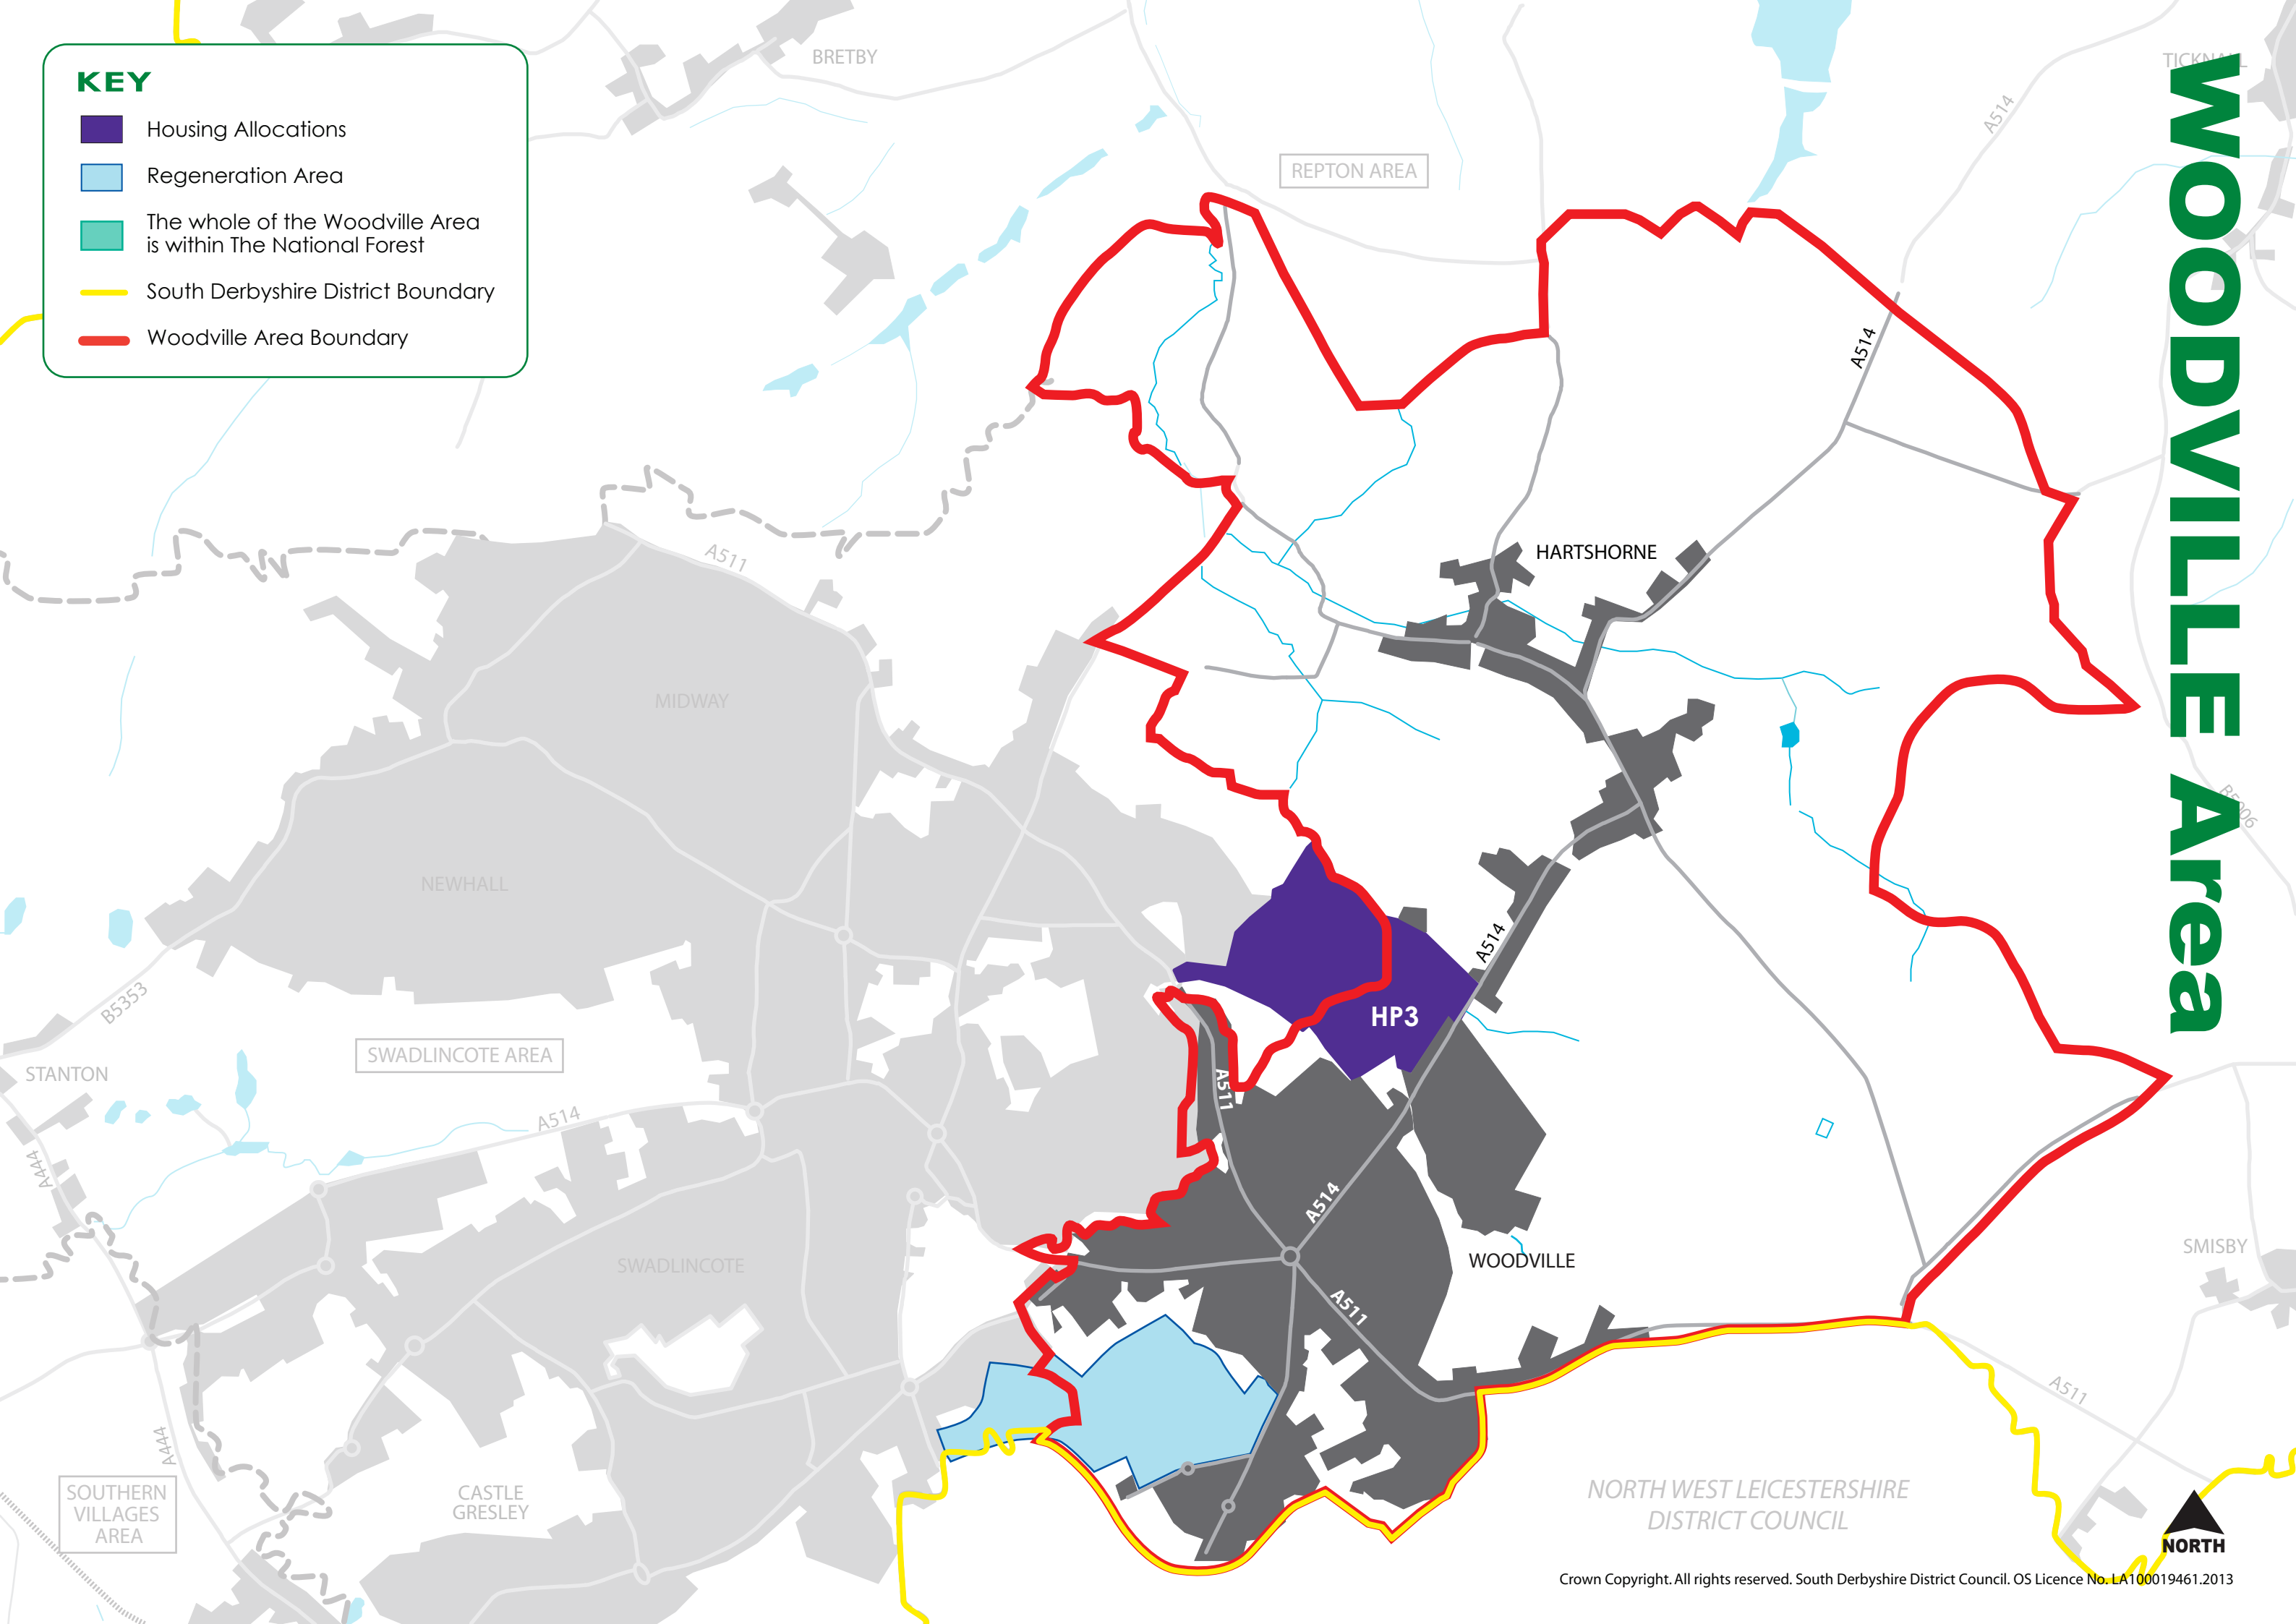 KEY
Housing Allocations
Regeneration Area
The whole of the Woodville Area
is within The National Forest
South Derbyshire District Boundary
Woodville Area Boundary
WOODVILLE Area
BRETBY
REPTON AREA
TICKNALL
A514
A514
HARTSHORNE
A511
MIDWAY
B5006
NEWHALL
A514
B5353
HP3
SWADLINCOTE AREA
STANTON
A511
A514
A444
A514
SWADLINCOTE
WOODVILLE
SMISBY
A511
A511
A444
SOUTHERN
VILLAGES
AREA
CASTLE
GRESLEY
NORTH WEST LEICESTERSHIRE
DISTRICT COUNCIL
NORTH
Crown Copyright. All rights reserved. South Derbyshire District Council. OS Licence No. LA100019461.2013